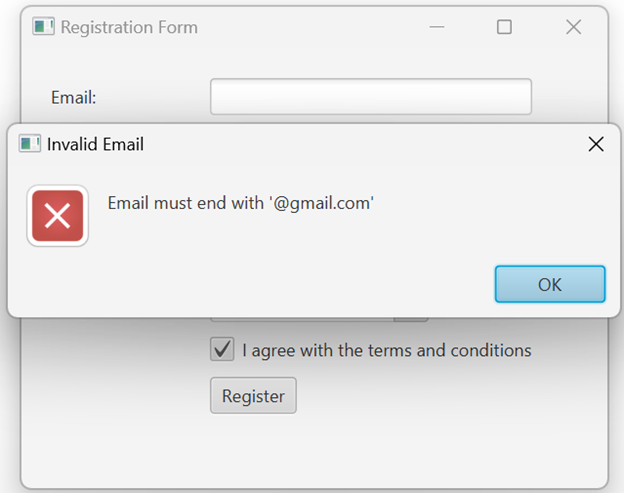 Registration Form
Email:
Invalid Email
Email must end with '@gmail.com'
OK
I agree with the terms and conditions
Register